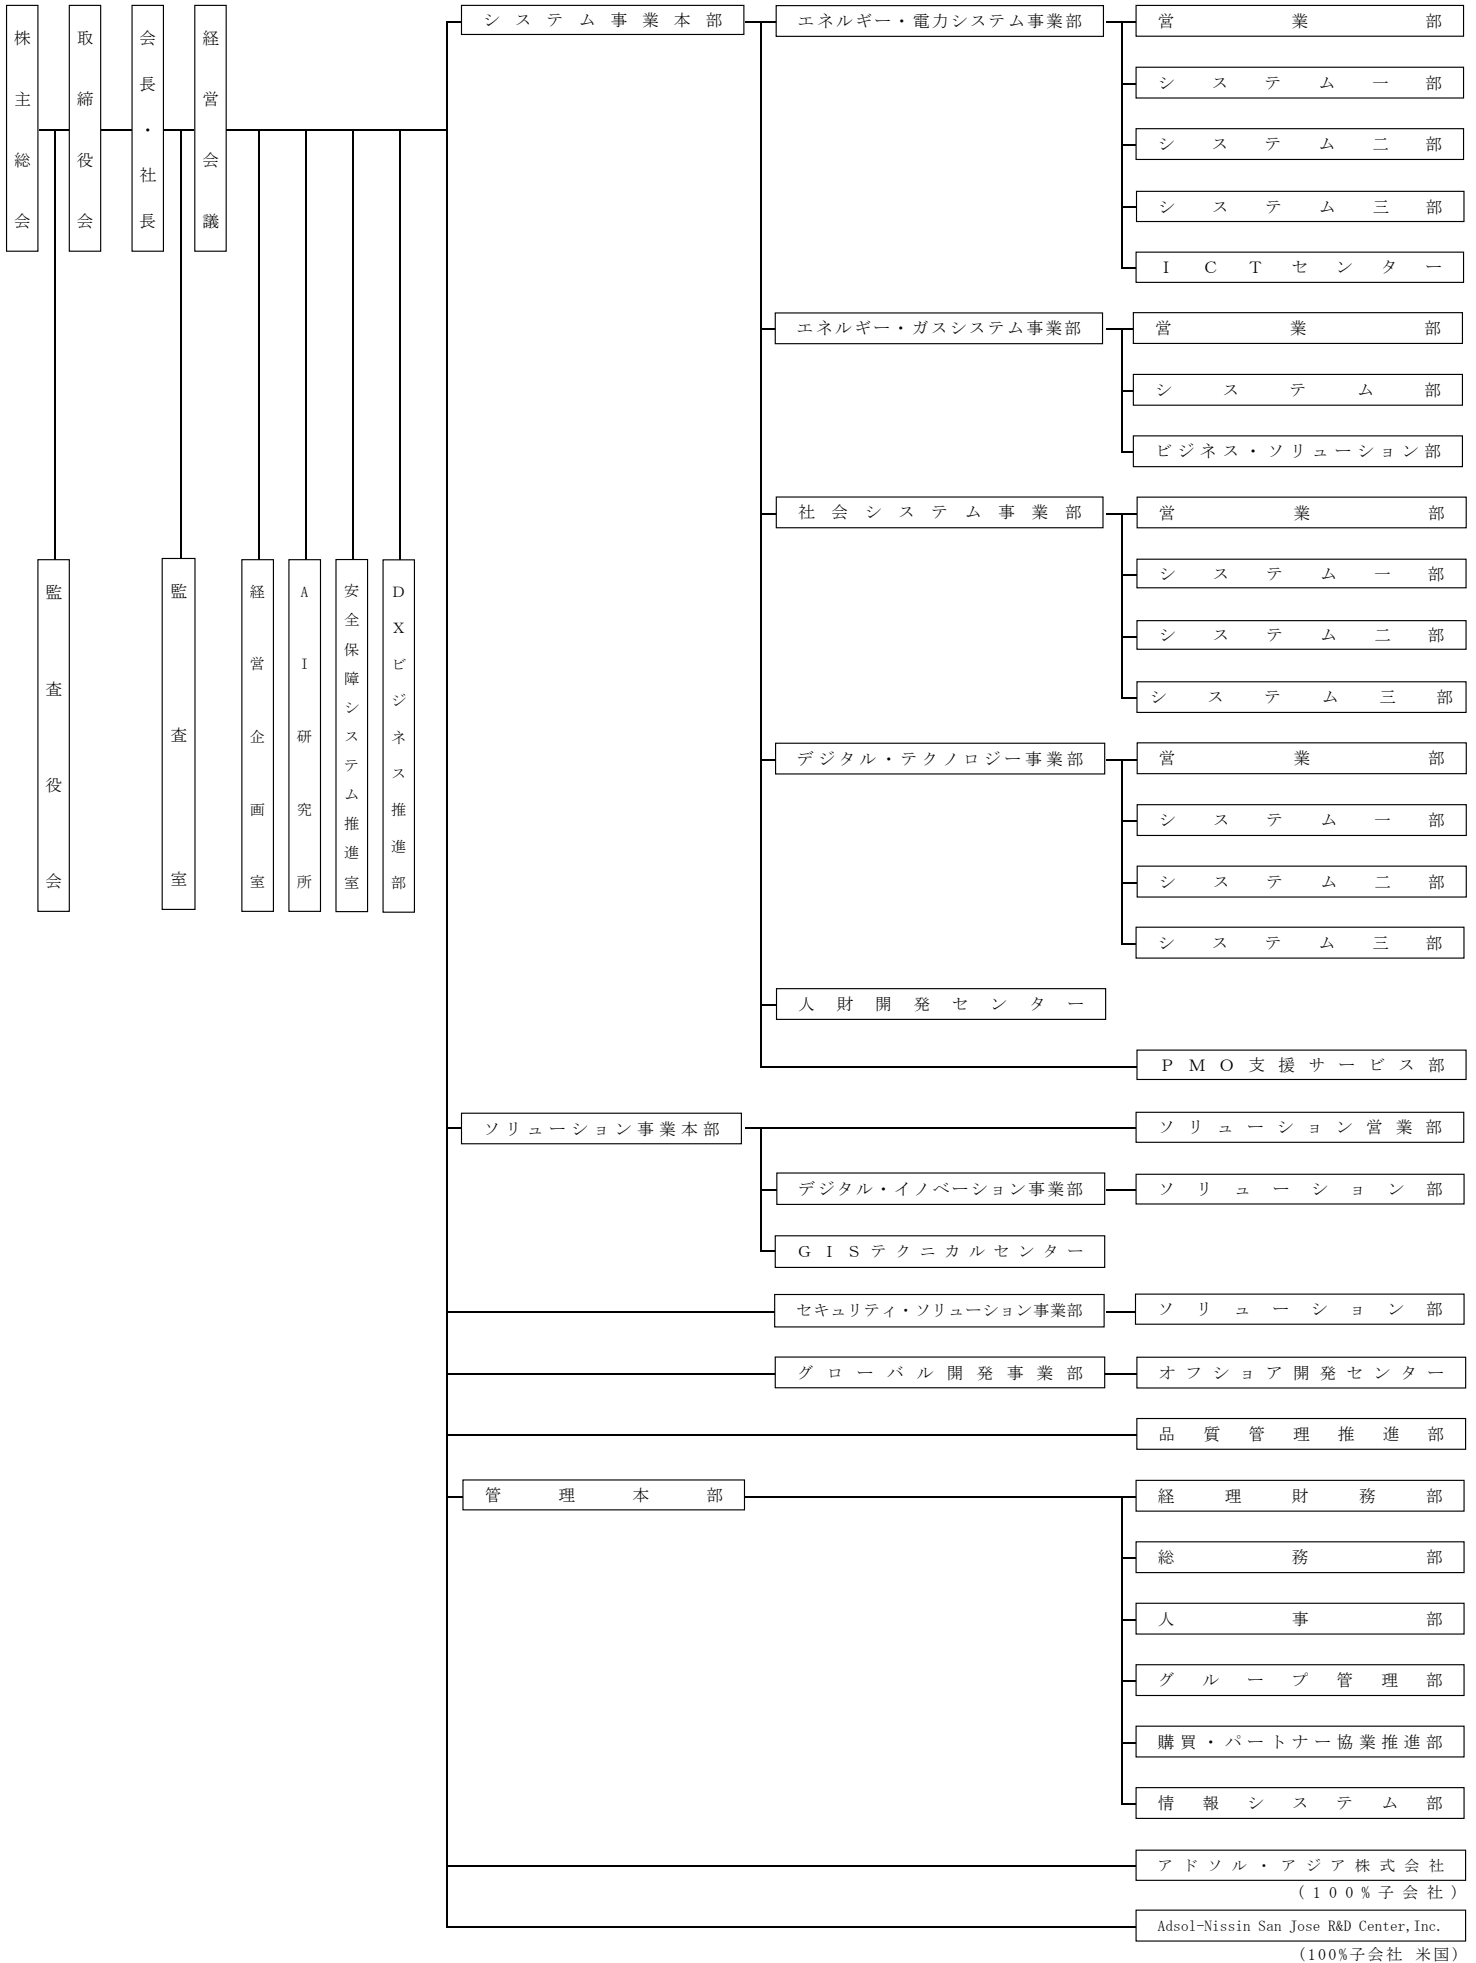 株主総会
取締役会
会長・社長
経営会議
監査役会
監査室
経営企画室
AI研究所
安全保障システム推進室
DXビジネス推進部
システム事業本部
エネルギー・電力システム事業部
営業部
システム一部
システム二部
システム三部
ICTセンター
エネルギー・ガスシステム事業部
営業部
システム部
ビジネス・ソリューション部
社会システム事業部
営業部
システム一部
システム二部
システム三部
デジタル・テクノロジー事業部
営業部
システム一部
システム二部
システム三部
人財開発センター
PMO支援サービス部
ソリューション事業本部
ソリューション営業部
デジタル・イノベーション事業部
ソリューション部
GISテクニカルセンター
セキュリティ・ソリューション事業部
ソリューション部
グローバル開発事業部
オフショア開発センター
品質管理推進部
管理本部
経理財務部
総務部
人事部
グループ管理部
購買・パートナー協業推進部
情報システム部
アドソル・アジア株式会社
(100%子会社)
Adsol-Nissin San Jose R&D Center,Inc.
(100%子会社 米国)